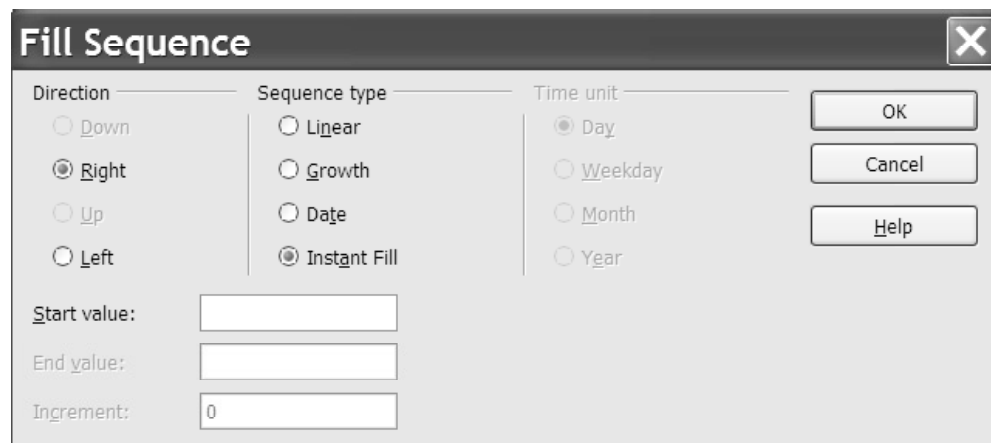 Fill Sequence
Direction
Down
Right
Up
Left
Sequence type
Linear
Growth
Date
Instant Fill
Time unit
Day
Weekday
Month
Year
OK
Cancel
Help
Start value:
End value:
Increment: 0